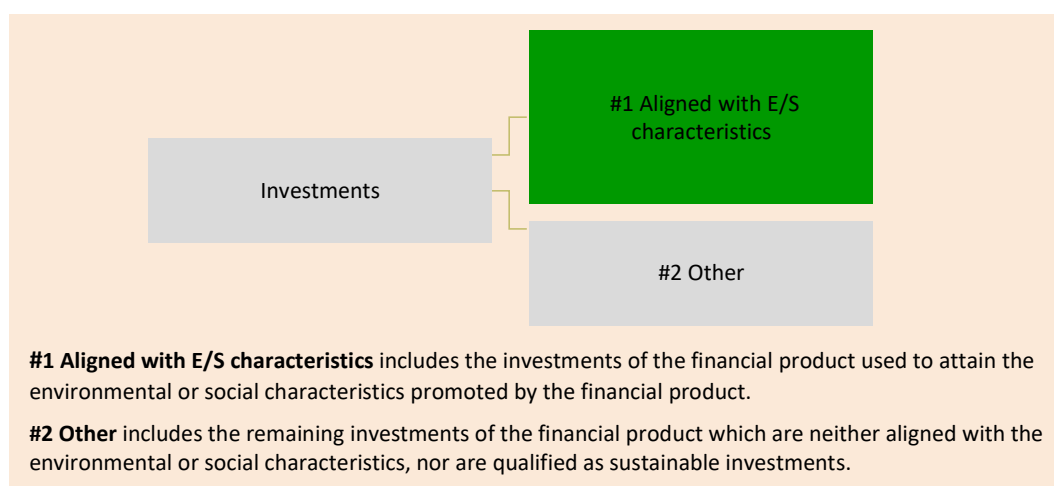 #1 Aligned with E/S
characteristics
Investments
#2 Other
#1 Aligned with E/S characteristics includes the investments of the financial product used to attain the
environmental or social characteristics promoted by the financial product.
#2 Other includes the remaining investments of the financial product which are neither aligned with the
environmental or social characteristics, nor are qualified as sustainable investments.